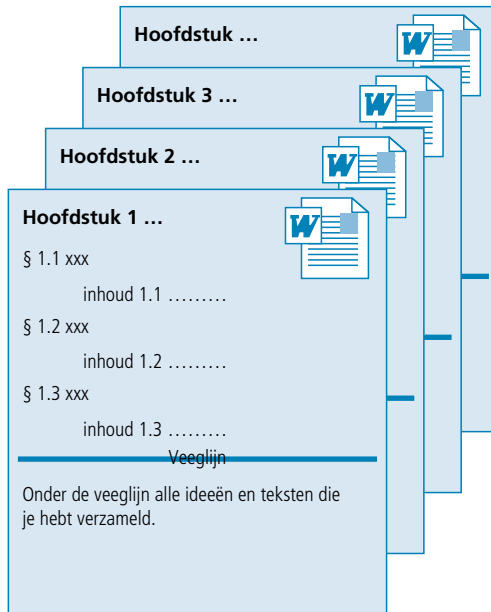 Hoofdstuk …
W
Hoofdstuk 3 …
W
Hoofdstuk 2 …
W
Hoofdstuk 1 …
W
§ 1.1 xxx
inhoud 1.1 ………
§ 1.2 xxx
inhoud 1.2 ………
§ 1.3 xxx
inhoud 1.3 ………
Veeglijn
Onder de veeglijn alle ideeën en teksten die
je hebt verzameld.